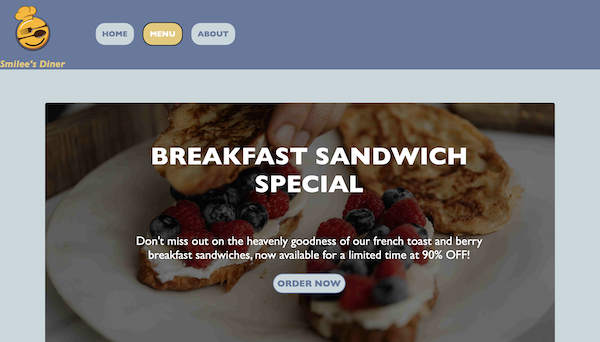 HOME MENU ABOUT
Smilee's Diner
BREAKFAST SANDWICH
SPECIAL
Don't miss out on the heavenly goodness of our french toast and berry
breakfast sandwiches, now available for a limited time at 90% OFF!
ORDER NOW